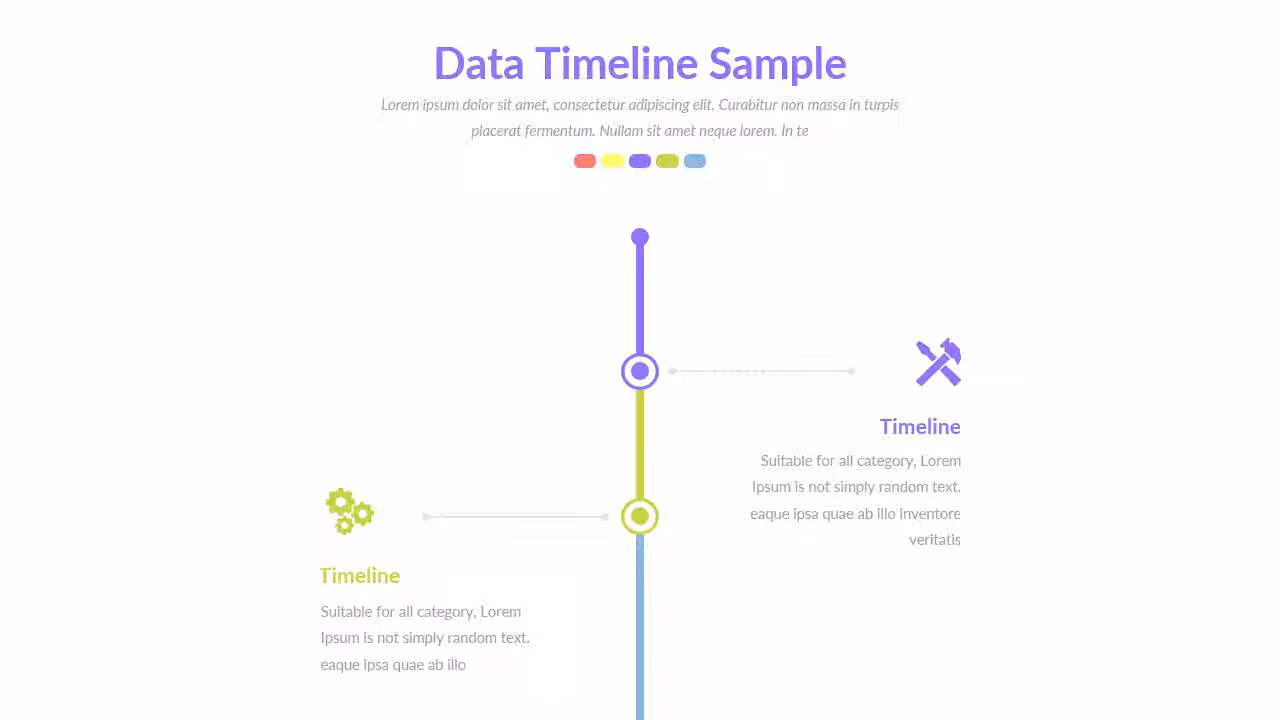 Data Timeline Sample
Lorem ipsum dolor sit amet, consectetur adipiscing elit. Curabitur non massa in turpis
placerat fermentum. Nullam sit amet neque lorem. In te
Timeline
Suitable for all category, Lorem
Ipsum is not simply random text.
eaque ipsa quae ab illo inventore
veritatis
Timeline
Suitable for all category, Lorem
Ipsum is not simply random text.
eaque ipsa quae ab illo